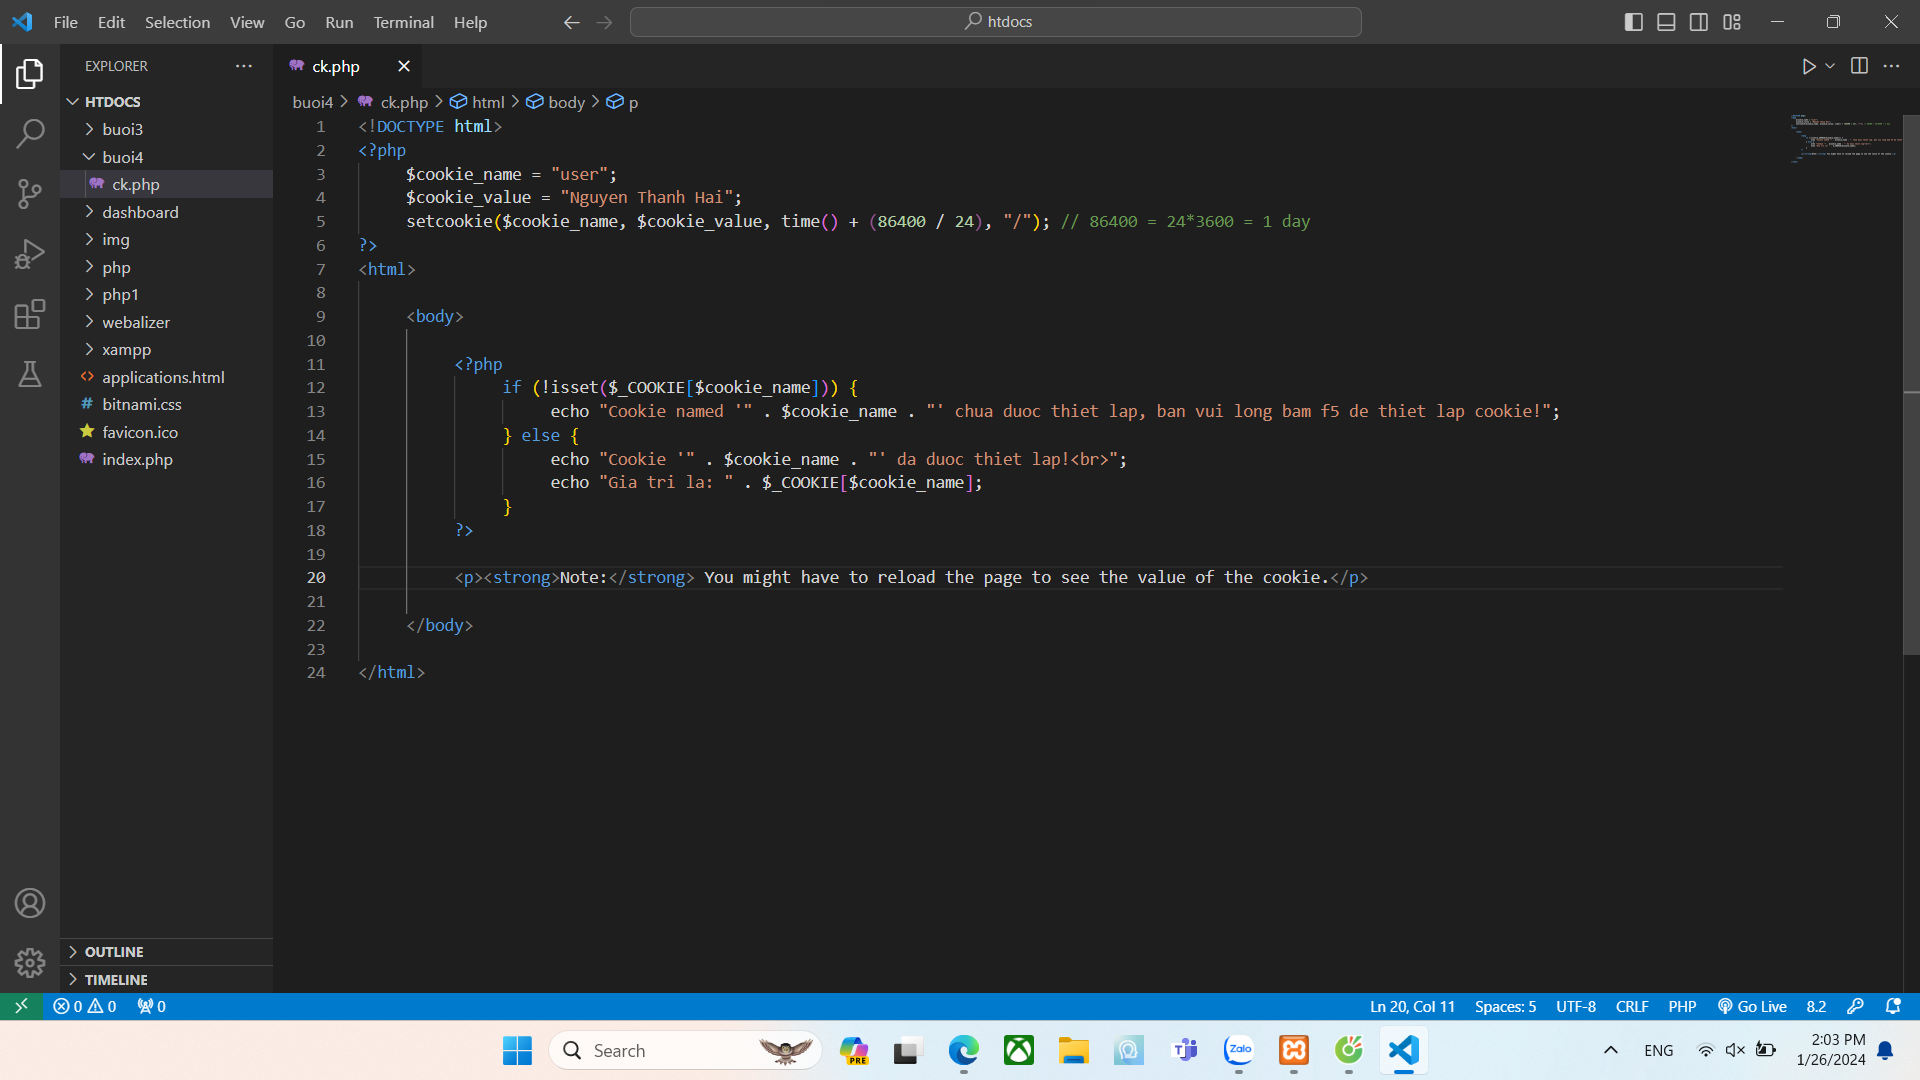 File Edit Selection View Go Run Terminal Help
htdocs
EXPLORER
HTDOCS
buoi3
buoi4
ck.php
dashboard
img
php
php1
webalizer
xampp
applications.html
bitnami.css
favicon.ico
index.php
OUTLINE
TIMELINE
ck.php
buoi4 > ck.php > html > body > p
1 <!DOCTYPE html>
2 <?php
3 $cookie_name = "user";
4 $cookie_value = "Nguyen Thanh Hai";
5 setcookie($cookie_name, $cookie_value, time() + (86400 / 24), "/"); // 86400 = 24*3600 = 1 day
6 ?>
7 <html>
8
9 <body>
10
11 <?php
12 if (!isset($_COOKIE[$cookie_name])) {
13 echo "Cookie named '" . $cookie_name . "' chua duoc thiet lap, ban vui long bam f5 de thiet lap cookie!";
14 } else {
15 echo "Cookie '" . $cookie_name . "' da duoc thiet lap!<br>";
16 echo "Gia tri la: " . $_COOKIE[$cookie_name];
17 }
18 ?>
19
20 <p><strong>Note:</strong> You might have to reload the page to see the value of the cookie.</p>
21
22 </body>
23
24 </html>
0 0 0 Ln 20, Col 11 Spaces: 5 UTF-8 CRLF PHP Go Live 8.2
Search
PRE
Zalo
ENG
2:03 PM
1/26/2024